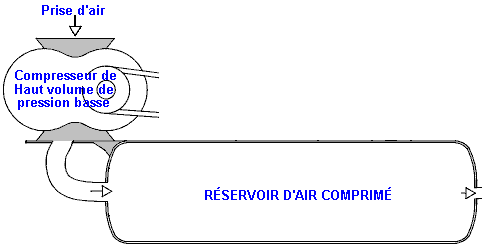 Prise d'air
Compresseur de
Haut volume de
pression basse
RÉSERVOIR D'AIR COMPRIMÉ